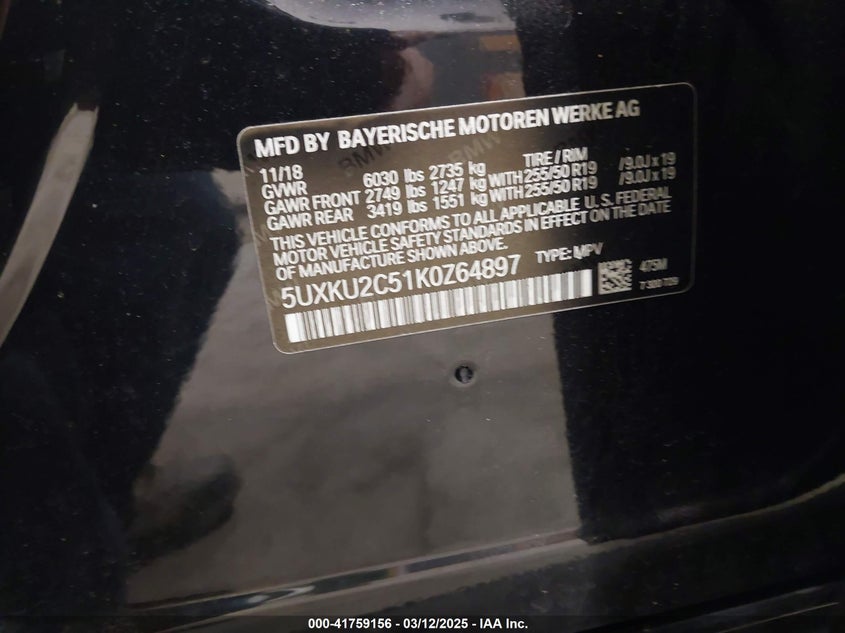 MFD BY BAYERISCHE MOTOREN WERKE AG
11/18 TIRE / RIM
GVWR 6030 lbs 2735 kg
GAWR FRONT 2749 lbs 1247 kg WITH 255/50 R19 /9.0J x 19
GAWR REAR 3419 lbs 1551 kg WITH 255/50 R19 /9.0J x 19
THIS VEHICLE CONFORMS TO ALL APPLICABLE U.S. FEDERAL
MOTOR VEHICLE SAFETY STANDARDS IN EFFECT ON THE DATE
OF MANUFACTURE SHOWN ABOVE.
5UXKU2C51K0Z64897 TYPE: MPV
475M
000-41759156 - 03/12/2025 - IAA Inc.